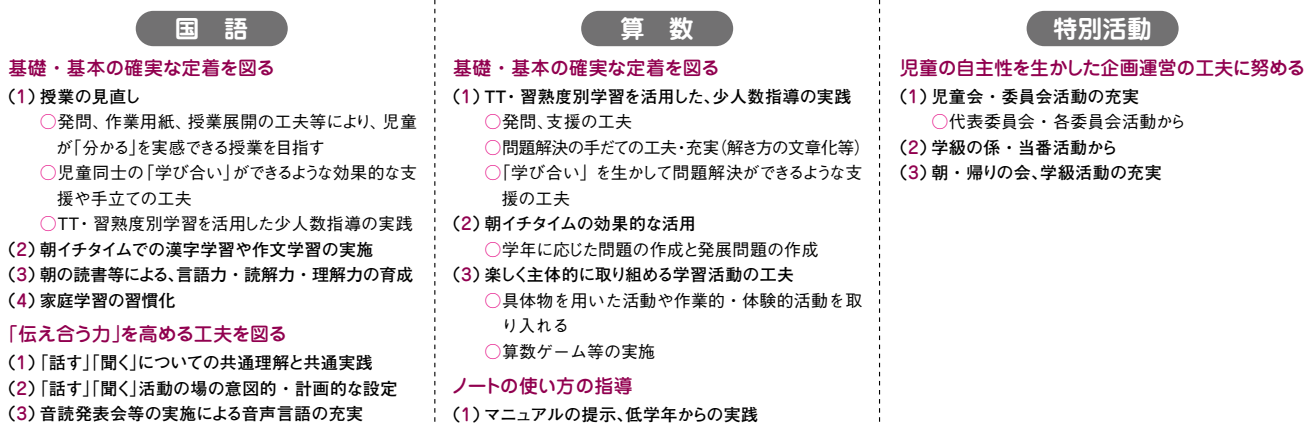 国 語
基礎・基本の確実な定着を図る
（1）授業の見直し
○発問、作業用紙、授業展開の工夫等により、児童
が「分かる」を実感できる授業を目指す
○児童同士の「学び合い」ができるような効果的な支
援や手立ての工夫
○TT・習熟度別学習を活用した少人数指導の実践
（2）朝イチタイムでの漢字学習や作文学習の実施
（3）朝の読書等による、言語力・読解力・理解力の育成
（4）家庭学習の習慣化
「伝え合う力」を高める工夫を図る
（1）「話す」「聞く」についての共通理解と共通実践
（2）「話す」「聞く」活動の場の意図的・計画的な設定
（3）音読発表会等の実施による音声言語の充実
算 数
基礎・基本の確実な定着を図る
（1）TT・習熟度別学習を活用した、少人数指導の実践
○発問、支援の工夫
○問題解決の手だての工夫・充実（解き方の文章化等）
○「学び合い」を生かして問題解決ができるような支
援の工夫
（2）朝イチタイムの効果的な活用
○学年に応じた問題の作成と発展問題の作成
（3）楽しく主体的に取り組める学習活動の工夫
○具体物を用いた活動や作業的・体験的活動を取
り入れる
○算数ゲーム等の実施
ノートの使い方の指導
（1）マニュアルの提示、低学年からの実践
特別活動
児童の自主性を生かした企画運営の工夫に努める
（1）児童会・委員会活動の充実
○代表委員会・各委員会活動から
（2）学級の係・当番活動から
（3）朝・帰りの会、学級活動の充実